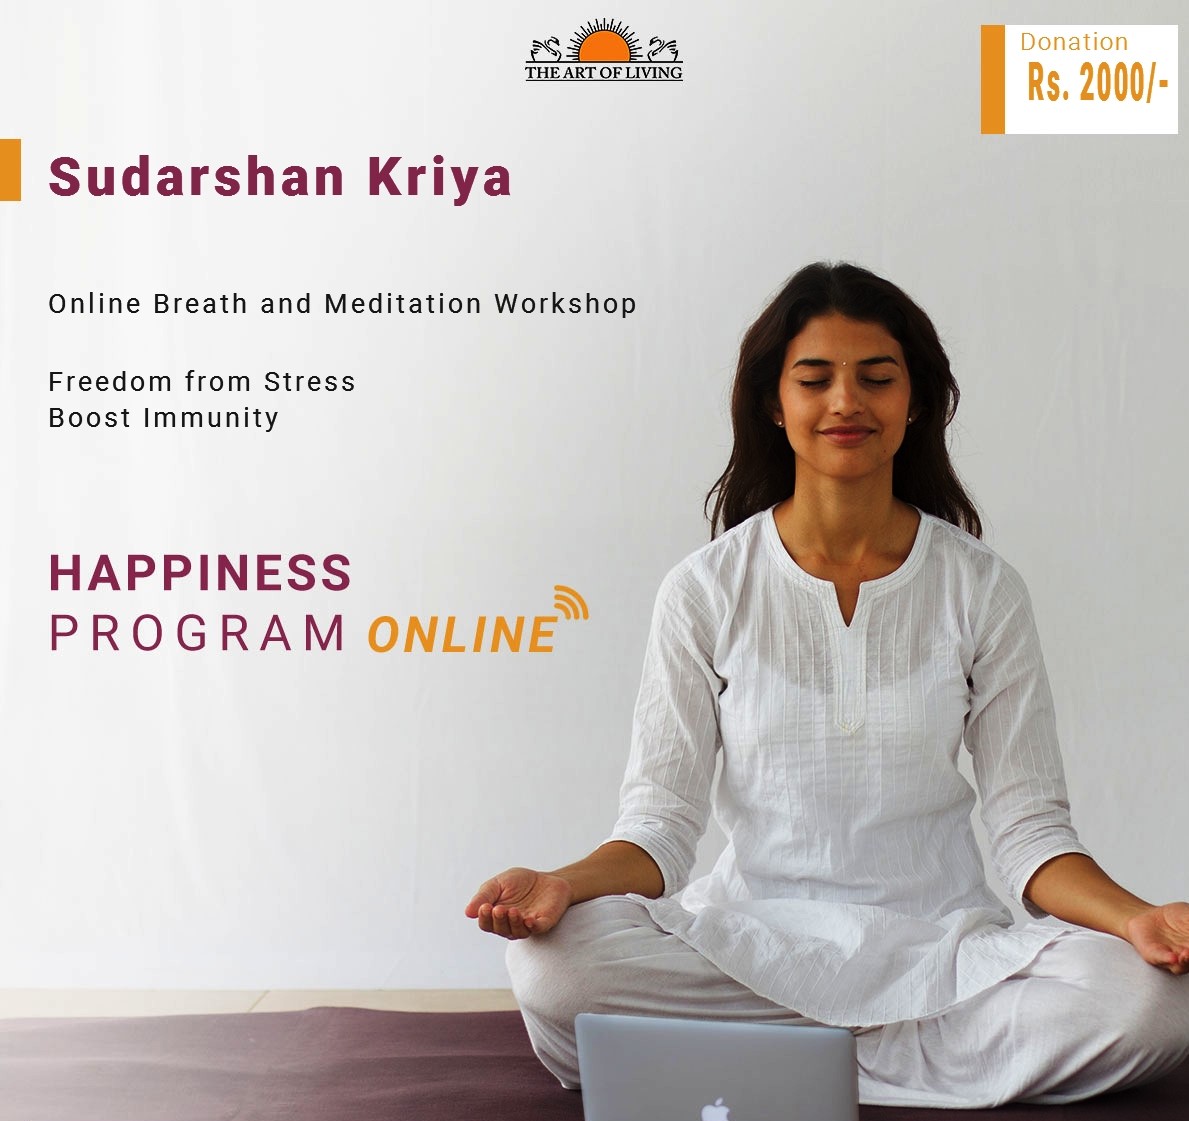 THE ART OF LIVING
Donation
Rs. 2000/-
Sudarshan Kriya
Online Breath and Meditation Workshop
Freedom from Stress
Boost Immunity
HAPPINESS
PROGRAM ONLINE